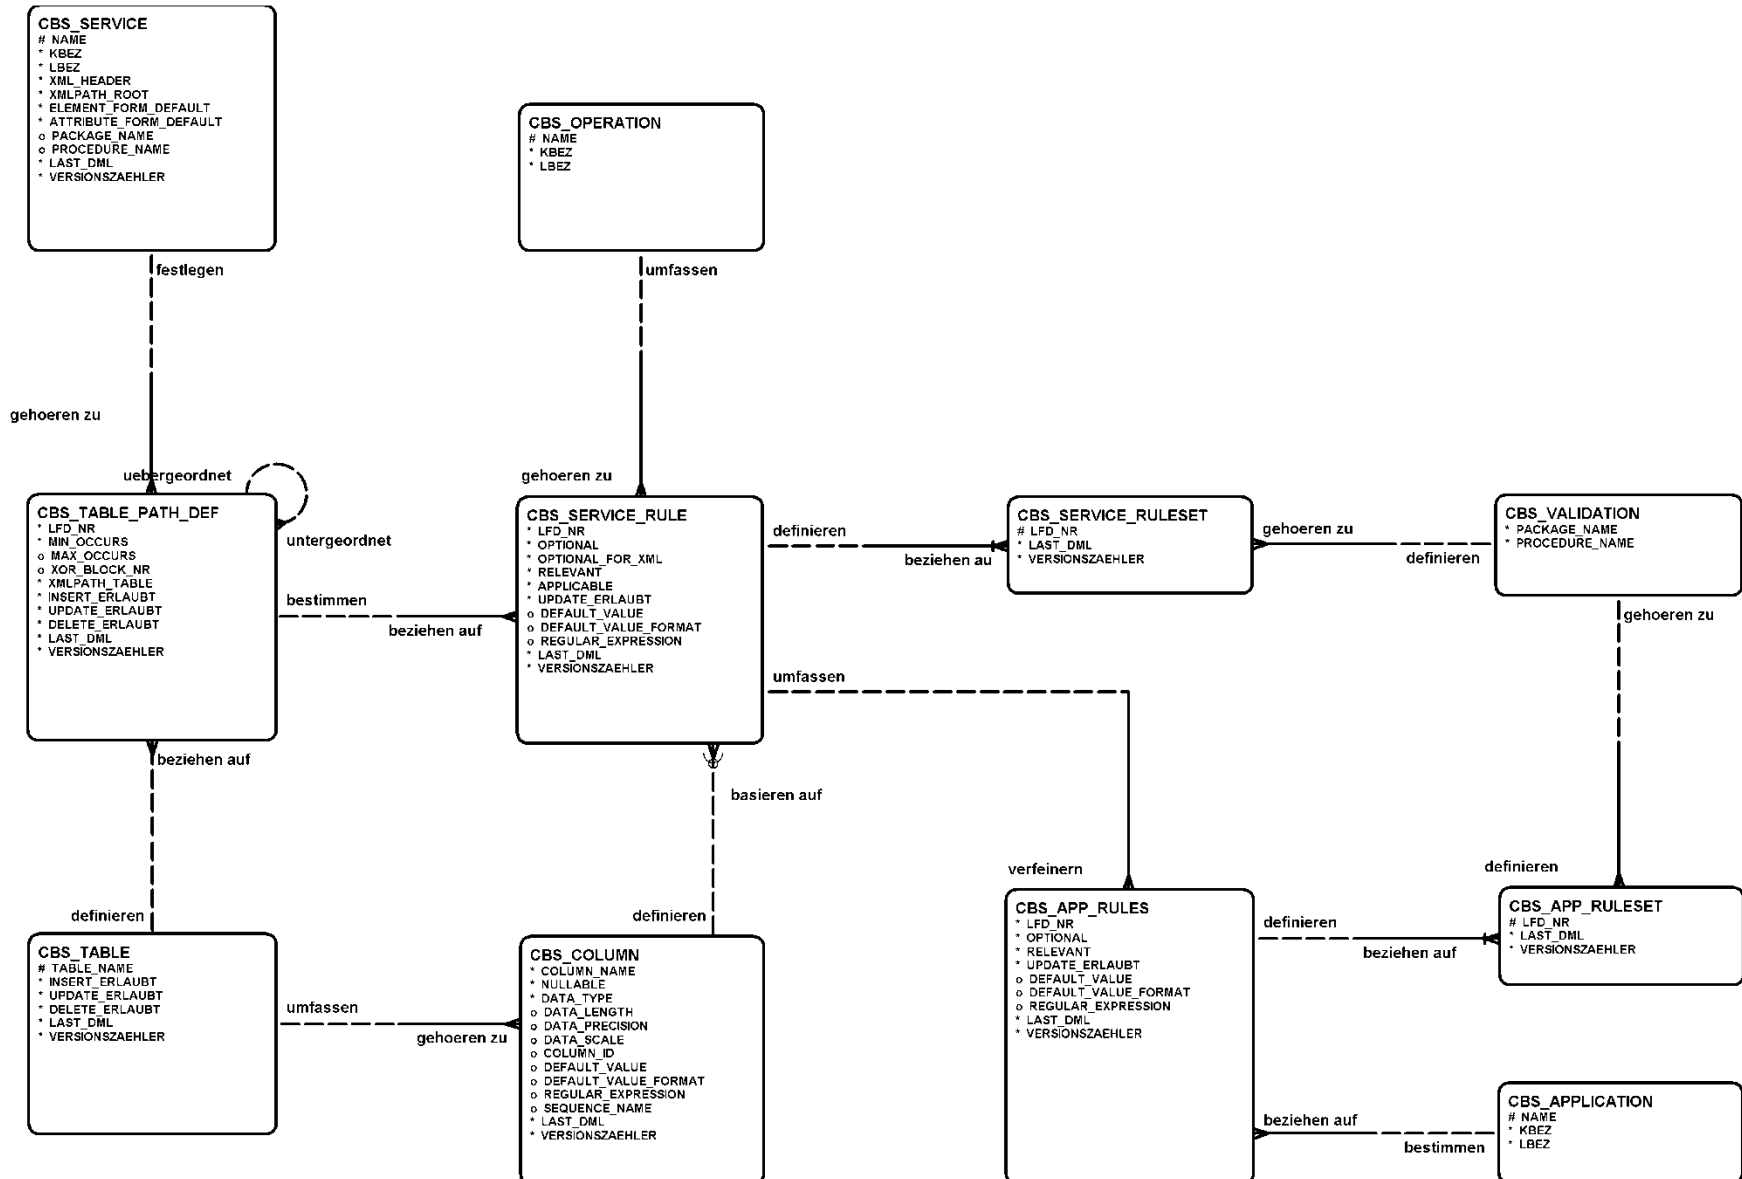 CBS_SERVICE
# NAME
* KBEZ
* LBEZ
* XML_HEADER
* XMLPATH_ROOT
* ELEMENT_FORM_DEFAULT
* ATTRIBUTE_FORM_DEFAULT
o PACKAGE_NAME
o PROCEDURE_NAME
* LAST_DML
* VERSIONSZAEHLER
CBS_OPERATION
# NAME
* KBEZ
* LBEZ
festlegen
umfassen
gehoeren zu
uebergeordnet
gehoeren zu
CBS_TABLE_PATH_DEF
* LFD_NR
* MIN_OCCURS
o MAX_OCCURS
o XOR_BLOCK_NR
* XMLPATH_TABLE
* INSERT_ERLAUBT
* UPDATE_ERLAUBT
* DELETE_ERLAUBT
* LAST_DML
* VERSIONSZAEHLER
untergeordnet
bestimmen
beziehen auf
CBS_SERVICE_RULE
* LFD_NR
* OPTIONAL
* OPTIONAL_FOR_XML
* RELEVANT
* APPLICABLE
* UPDATE_ERLAUBT
o DEFAULT_VALUE
o DEFAULT_VALUE_FORMAT
o REGULAR_EXPRESSION
* LAST_DML
* VERSIONSZAEHLER
definieren
beziehen au
CBS_SERVICE_RULESET
# LFD_NR
* LAST_DML
* VERSIONSZAEHLER
gehoeren zu
definieren
CBS_VALIDATION
* PACKAGE_NAME
* PROCEDURE_NAME
gehoeren zu
umfassen
beziehen auf
basieren auf
verfeinern
definieren
definieren
definieren
CBS_TABLE
# TABLE_NAME
* INSERT_ERLAUBT
* UPDATE_ERLAUBT
* DELETE_ERLAUBT
* LAST_DML
* VERSIONSZAEHLER
umfassen
gehoeren zu
CBS_COLUMN
* COLUMN_NAME
* NULLABLE
* DATA_TYPE
o DATA_LENGTH
o DATA_PRECISION
o DATA_SCALE
o COLUMN_ID
o DEFAULT_VALUE
o DEFAULT_VALUE_FORMAT
o REGULAR_EXPRESSION
o SEQUENCE_NAME
* LAST_DML
* VERSIONSZAEHLER
CBS_APP_RULES
* LFD_NR
* OPTIONAL
* RELEVANT
* UPDATE_ERLAUBT
o DEFAULT_VALUE
o DEFAULT_VALUE_FORMAT
o REGULAR_EXPRESSION
* LAST_DML
* VERSIONSZAEHLER
definieren
beziehen auf
CBS_APP_RULESET
# LFD_NR
* LAST_DML
* VERSIONSZAEHLER
beziehen auf
bestimmen
CBS_APPLICATION
# NAME
* KBEZ
* LBEZ